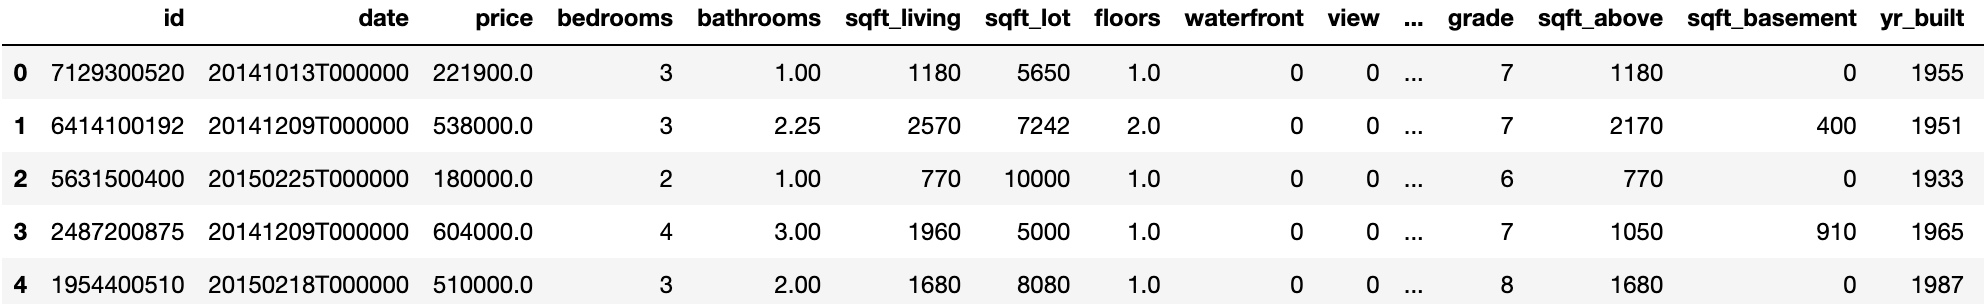 id date price bedrooms bathrooms sqft_living sqft_lot floors waterfront view ... grade sqft_above sqft_basement yr_built
0 7129300520 20141013T000000 221900.0 3 1.00 1180 5650 1.0 0 0 ... 7 1180 0 1955
1 6414100192 20141209T000000 538000.0 3 2.25 2570 7242 2.0 0 0 ... 7 2170 400 1951
2 5631500400 20150225T000000 180000.0 2 1.00 770 10000 1.0 0 0 ... 6 770 0 1933
3 2487200875 20141209T000000 604000.0 4 3.00 1960 5000 1.0 0 0 ... 7 1050 910 1965
4 1954400510 20150218T000000 510000.0 3 2.00 1680 8080 1.0 0 0 ... 8 1680 0 1987